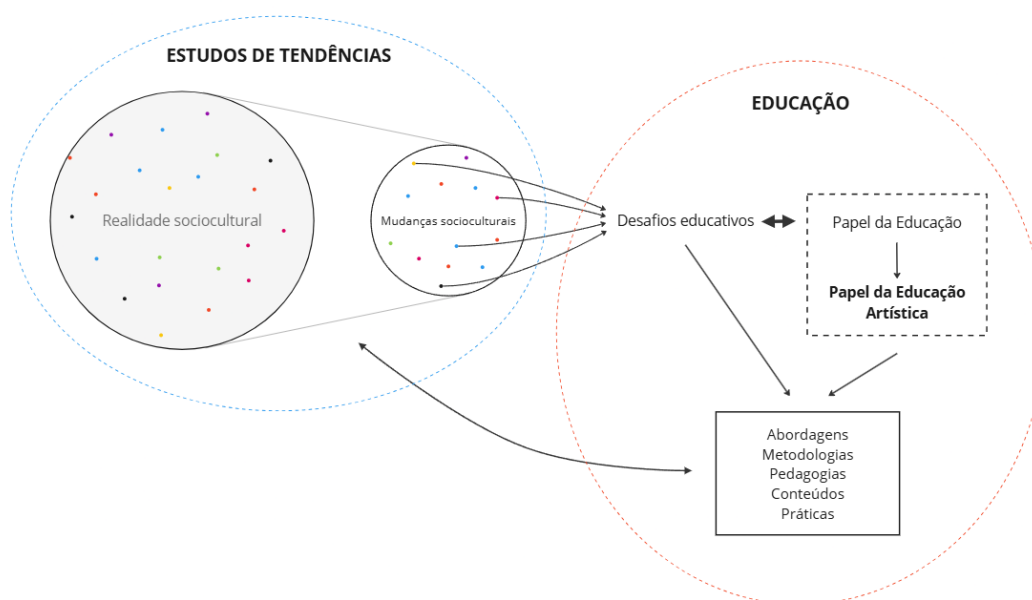 ESTUDOS DE TENDÊNCIAS
EDUCAÇÃO
Realidade sociocultural
Mudanças socioculturais
Desafios educativos
Papel da Educação
Papel da Educação
Artística
Abordagens
Metodologias
Pedagogias
Conteúdos
Práticas